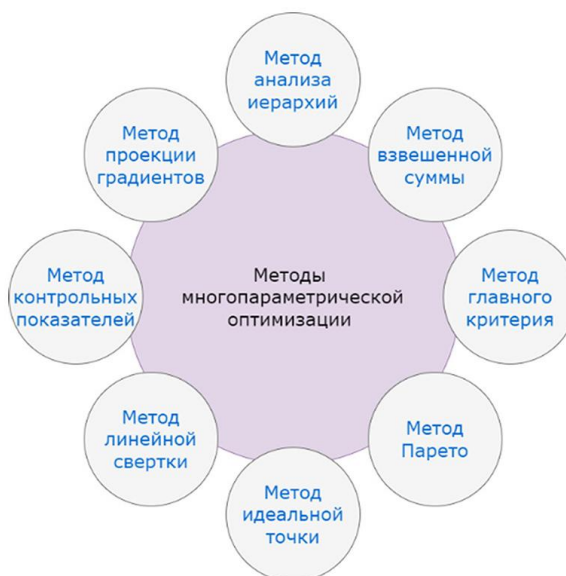 Метод
анализа
иерархий
Метод
проекции
градиентов
Метод
взвешенной
суммы
Метод
контрольных
показателей
Методы
многопараметрической
оптимизации
Метод
главного
критерия
Метод
линейной
свертки
Метод
Парето
Метод
идеальной
точки